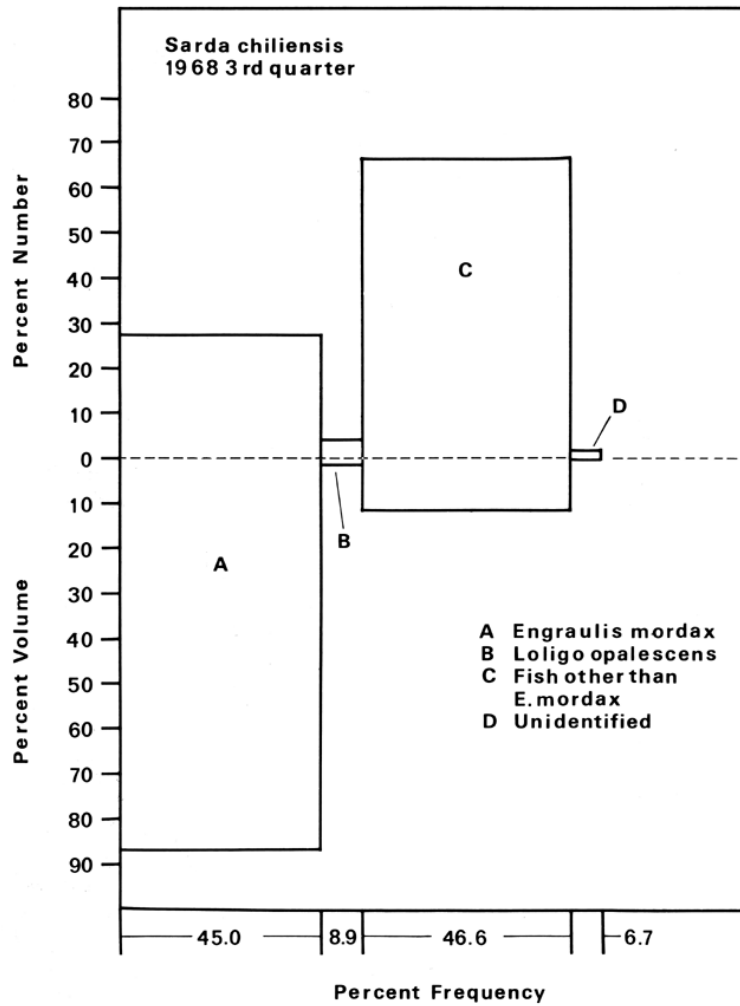 Sarda chiliensis
1968 3rd quarter
Percent Number
80
70
60
50
40
30
20
10
0
10
20
30
40
50
60
70
80
90
Percent Volume
A
B
C
D
A Engraulis mordax
B Loligo opalescens
C Fish other than
E. mordax
D Unidentified
45.0
8.9
46.6
6.7
Percent Frequency